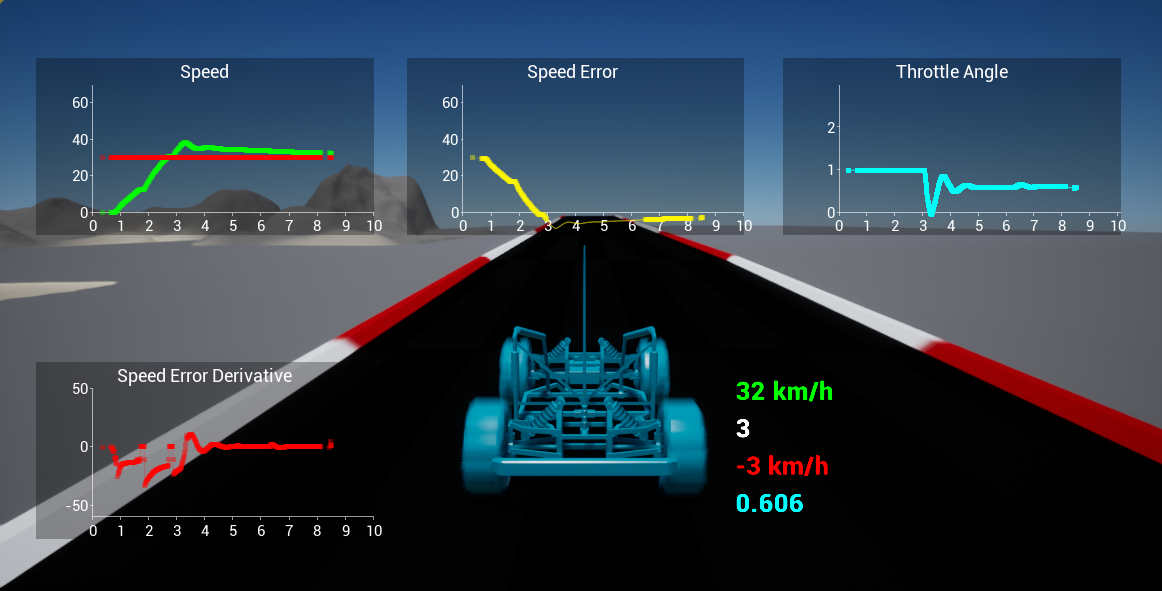 Speed
60
40
20
0
0 1 2 3 4 5 6 7 8 9 10
Speed Error
60
40
20
0
0 1 2 3 4 5 6 7 8 9 10
Throttle Angle
2
1
0
0 1 2 3 4 5 6 7 8 9 10
Speed Error Derivative
50
0
-50
0 1 2 3 4 5 6 7 8 9 10
32 km/h
3
-3 km/h
0.606